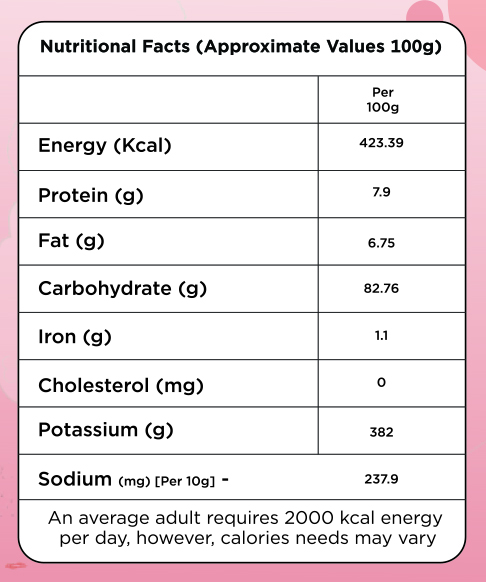 Nutritional Facts (Approximate Values 100g)
Per
100g
Energy (Kcal) 423.39
Protein (g) 7.9
Fat (g) 6.75
Carbohydrate (g) 82.76
Iron (g) 1.1
Cholesterol (mg) 0
Potassium (g) 382
Sodium (mg) [Per 10g] - 237.9
An average adult requires 2000 kcal energy
per day, however, calories needs may vary